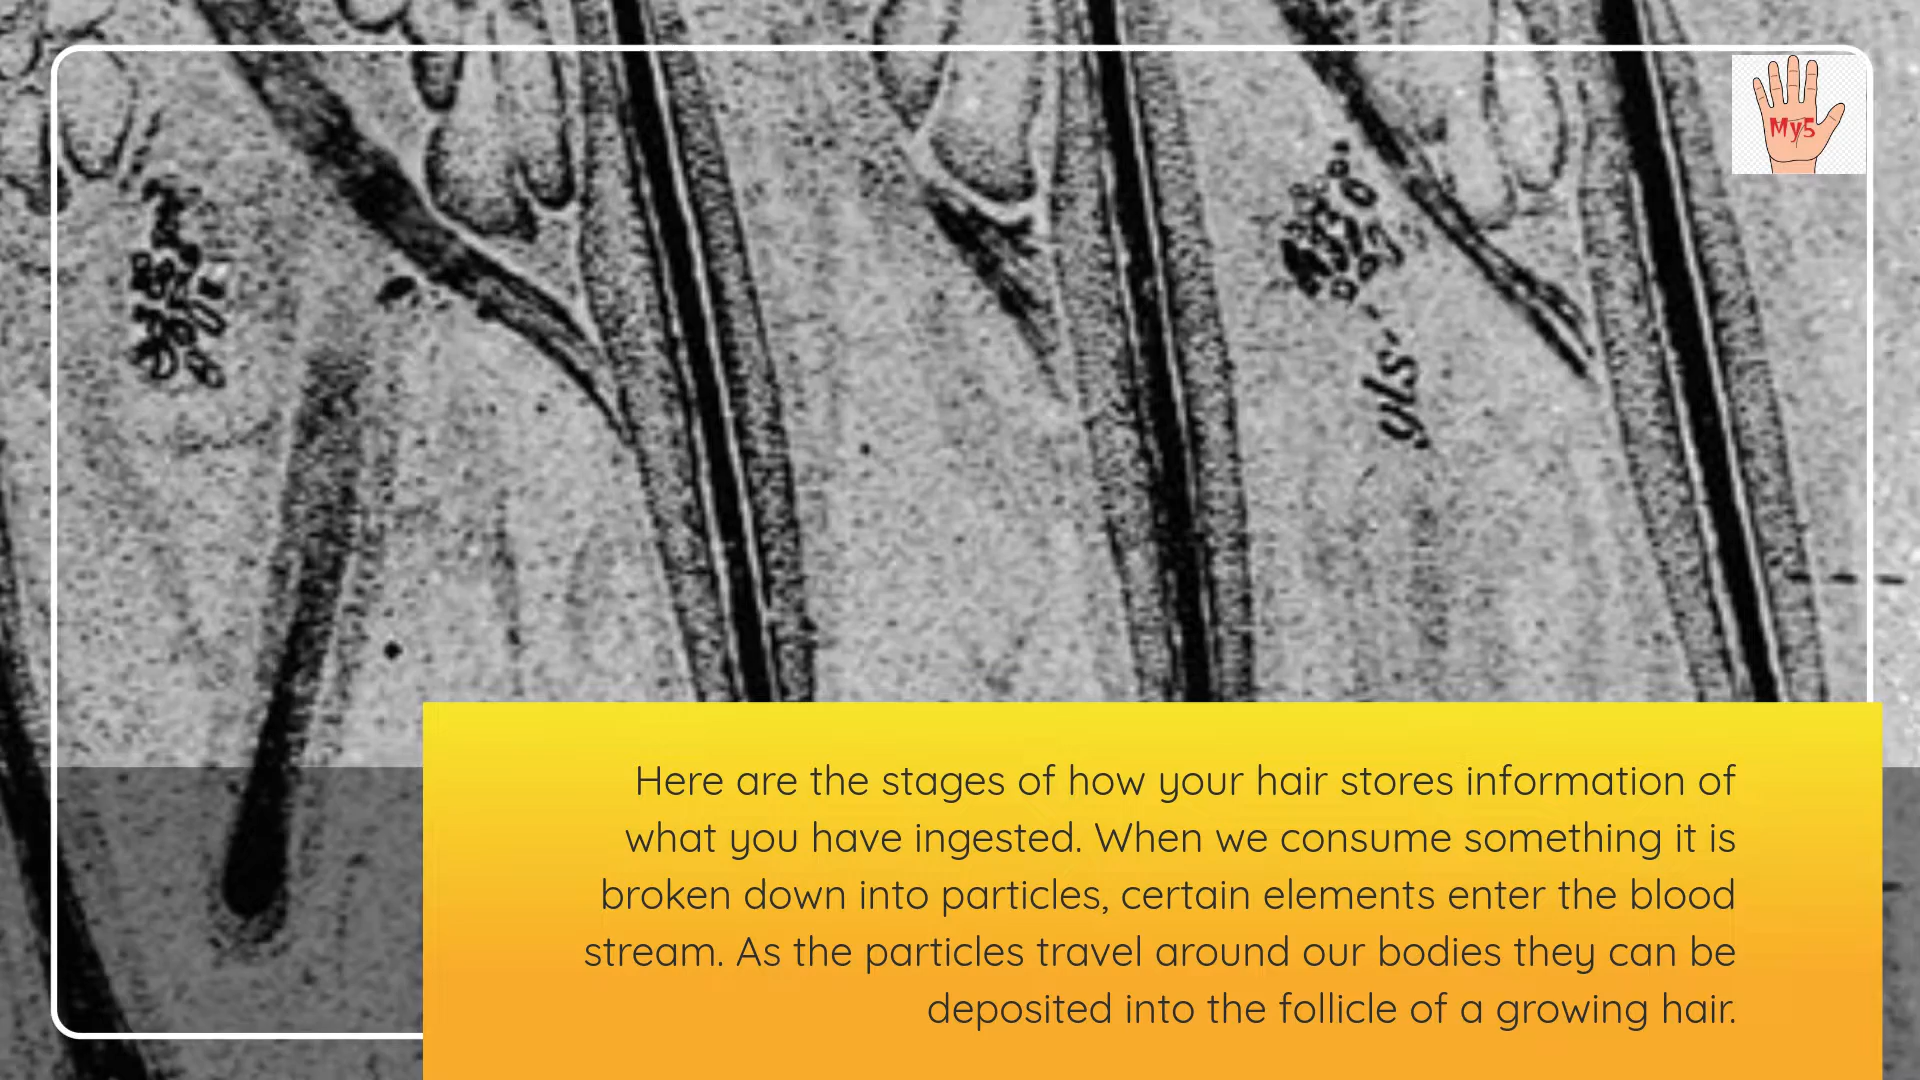 My5
gls
Here are the stages of how your hair stores information of
what you have ingested. When we consume something it is
broken down into particles, certain elements enter the blood
stream. As the particles travel around our bodies they can be
deposited into the follicle of a growing hair.